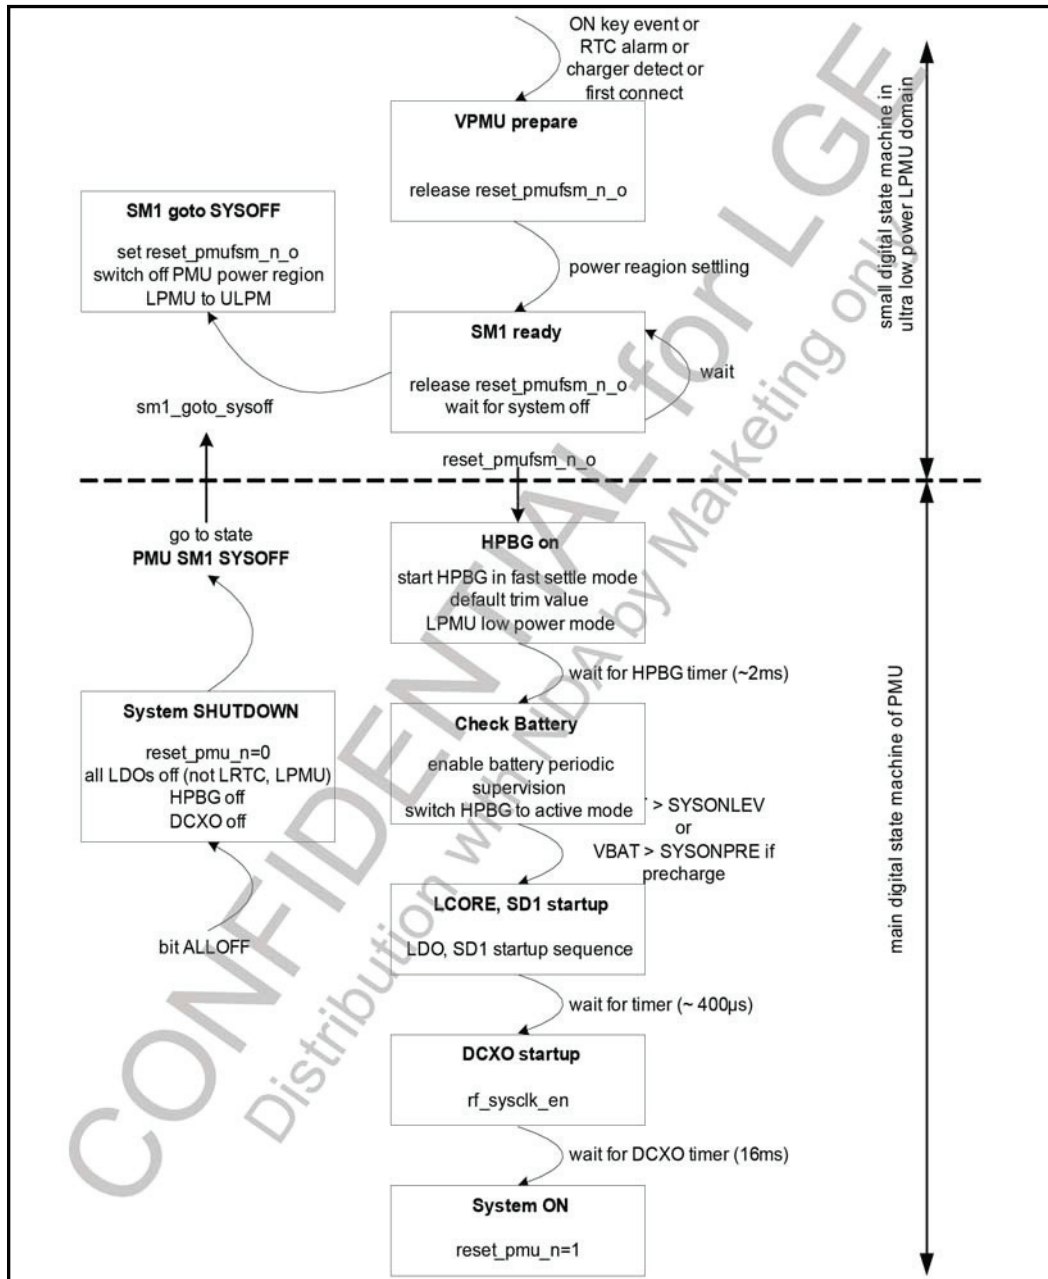 ON key event or
RTC alarm or
charger detect or
first connect
VPMU prepare
release reset_pmufsm_n_o
SM1 goto SYSOFF
set reset_pmufsm_n_o
switch off PMU power region
LPMU to ULPM
power reagion settling
SM1 ready
release reset_pmufsm_n_o
wait for system off
wait
sm1_goto_sysoff
reset_pmufsm_n_o
small digital state machine in
ultra low power LPMU domain
go to state
PMU SM1 SYSOFF
HPBG on
start HPBG in fast settle mode
default trim value
LPMU low power mode
wait for HPBG timer (~2ms)
System SHUTDOWN
reset_pmu_n=0
all LDOs off (not LRTC, LPMU)
HPBG off
DCXO off
Check Battery
enable battery periodic
supervision
switch HPBG to active mode
> SYSONLEV
or
VBAT > SYSONPRE if
precharge
bit ALLOFF
LCORE, SD1 startup
LDO, SD1 startup sequence
wait for timer (~ 400µs)
DCXO startup
rf_sysclk_en
wait for DCXO timer (16ms)
System ON
reset_pmu_n=1
main digital state machine of PMU
CONFIDENTIAL for LGE
Distribution with NDA by Marketing only